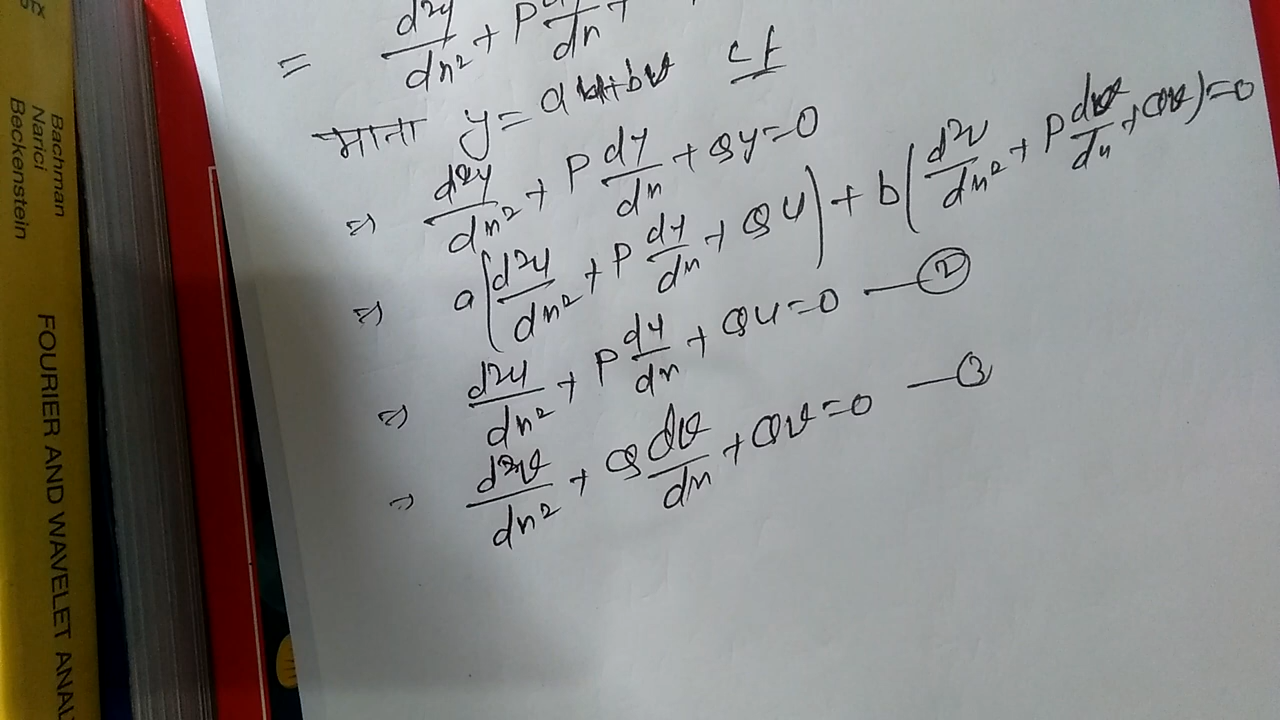 = d²y/dx² + P dy/dx +
माना y = au + bv CF
=> d²y/dx² + P dy/dx + Qy = 0
=> a(d²u/dx² + P du/dx + Qu) + b(d²v/dx² + P dv/dx + Qv) = 0
=> d²u/dx² + P du/dx + Qu = 0 —②
=> d²v/dx² + Q dv/dx + Qv = 0 —③
Bachman
Narici
Beckenstein
FOURIER AND WAVELET